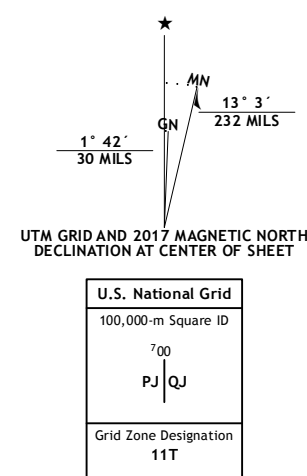 ★
MN
GN
13° 3´
232 MILS
1° 42´
30 MILS
UTM GRID AND 2017 MAGNETIC NORTH
DECLINATION AT CENTER OF SHEET
U.S. National Grid
100,000-m Square ID
700
PJ QJ
Grid Zone Designation
11T